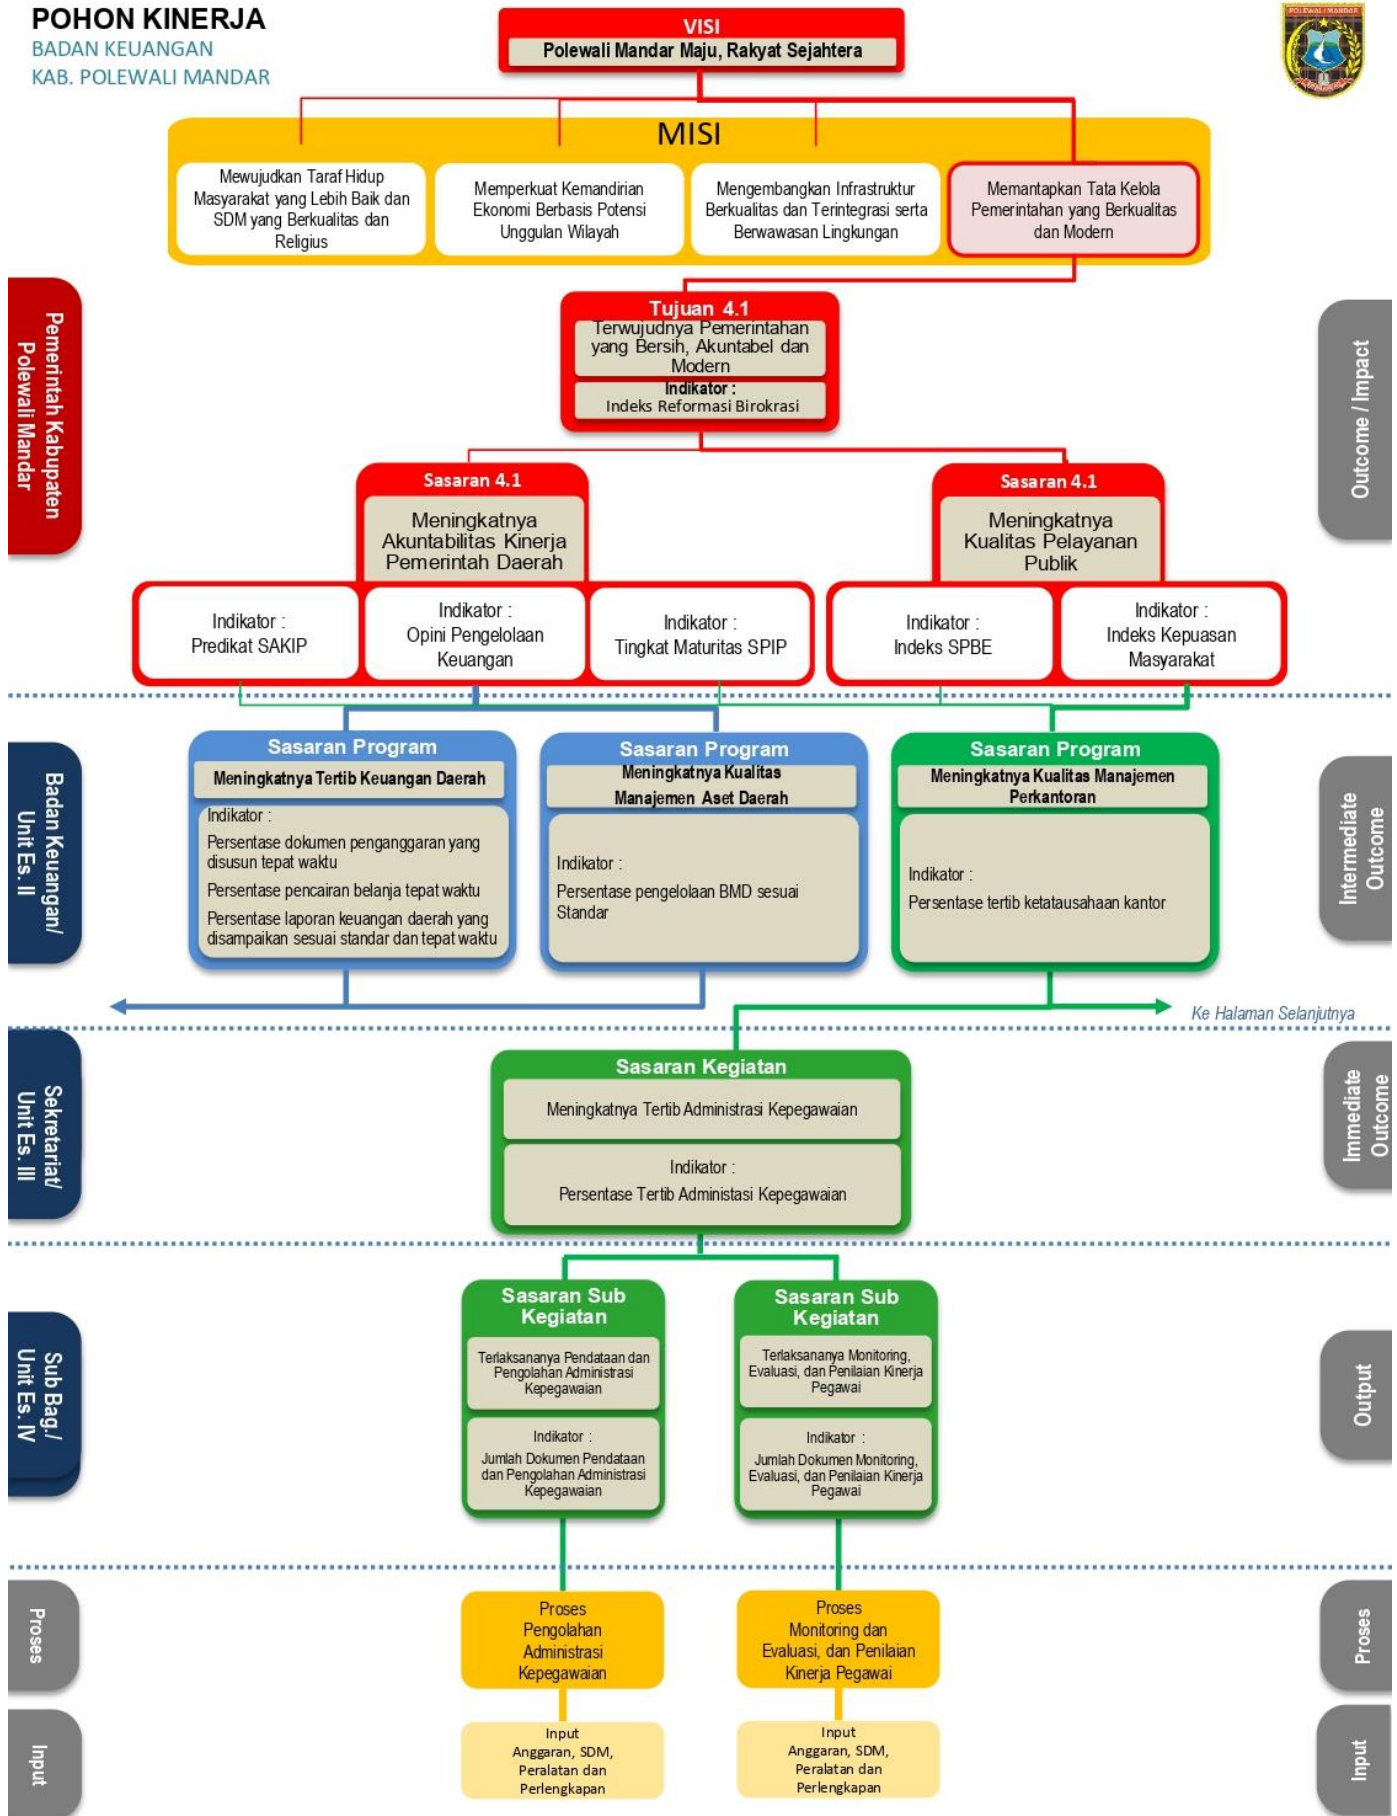 POHON KINERJA
BADAN KEUANGAN
KAB. POLEWALI MANDAR
VISI
Polewali Mandar Maju, Rakyat Sejahtera
POLEWALI MANDAR
MISI
Mewujudkan Taraf Hidup
Masyarakat yang Lebih Baik dan
SDM yang Berkualitas dan
Religius
Memperkuat Kemandirian
Ekonomi Berbasis Potensi
Unggulan Wilayah
Mengembangkan Infrastruktur
Berkualitas dan Terintegrasi serta
Berwawasan Lingkungan
Memantapkan Tata Kelola
Pemerintahan yang Berkualitas
dan Modern
Pemerintah Kabupaten
Polewali Mandar
Tujuan 4.1
Terwujudnya Pemerintahan
yang Bersih, Akuntabel dan
Modern
Indikator :
Indeks Reformasi Birokrasi
Outcome / Impact
Sasaran 4.1
Meningkatnya
Akuntabilitas Kinerja
Pemerintah Daerah
Indikator :
Predikat SAKIP
Indikator :
Opini Pengelolaan
Keuangan
Indikator :
Tingkat Maturitas SPIP
Sasaran 4.1
Meningkatnya
Kualitas Pelayanan
Publik
Indikator :
Indeks SPBE
Indikator :
Indeks Kepuasan
Masyarakat
Badan Keuangan/
Unit Es. II
Sasaran Program
Meningkatnya Tertib Keuangan Daerah
Indikator :
Persentase dokumen penganggaran yang
disusun tepat waktu
Persentase pencairan belanja tepat waktu
Persentase laporan keuangan daerah yang
disampaikan sesuai standar dan tepat waktu
Sasaran Program
Meningkatnya Kualitas
Manajemen Aset Daerah
Indikator :
Persentase pengelolaan BMD sesuai
Standar
Sasaran Program
Meningkatnya Kualitas Manajemen
Perkantoran
Indikator :
Persentase tertib ketatausahaan kantor
Intermediate
Outcome
Ke Halaman Selanjutnya
Sekretariat/
Unit Es. III
Sasaran Kegiatan
Meningkatnya Tertib Administrasi Kepegawaian
Indikator :
Persentase Tertib Administasi Kepegawaian
Immediate
Outcome
Sub Bag./
Unit Es. IV
Sasaran Sub
Kegiatan
Terlaksananya Pendataan dan
Pengolahan Administrasi
Kepegawaian
Indikator :
Jumlah Dokumen Pendataan
dan Pengolahan Administrasi
Kepegawaian
Sasaran Sub
Kegiatan
Terlaksananya Monitoring,
Evaluasi, dan Penilaian Kinerja
Pegawai
Indikator :
Jumlah Dokumen Monitoring,
Evaluasi, dan Penilaian Kinerja
Pegawai
Output
Proses
Proses
Pengolahan
Administrasi
Kepegawaian
Proses
Monitoring dan
Evaluasi, dan Penilaian
Kinerja Pegawai
Proses
Input
Input
Anggaran, SDM,
Peralatan dan
Perlengkapan
Input
Anggaran, SDM,
Peralatan dan
Perlengkapan
Input